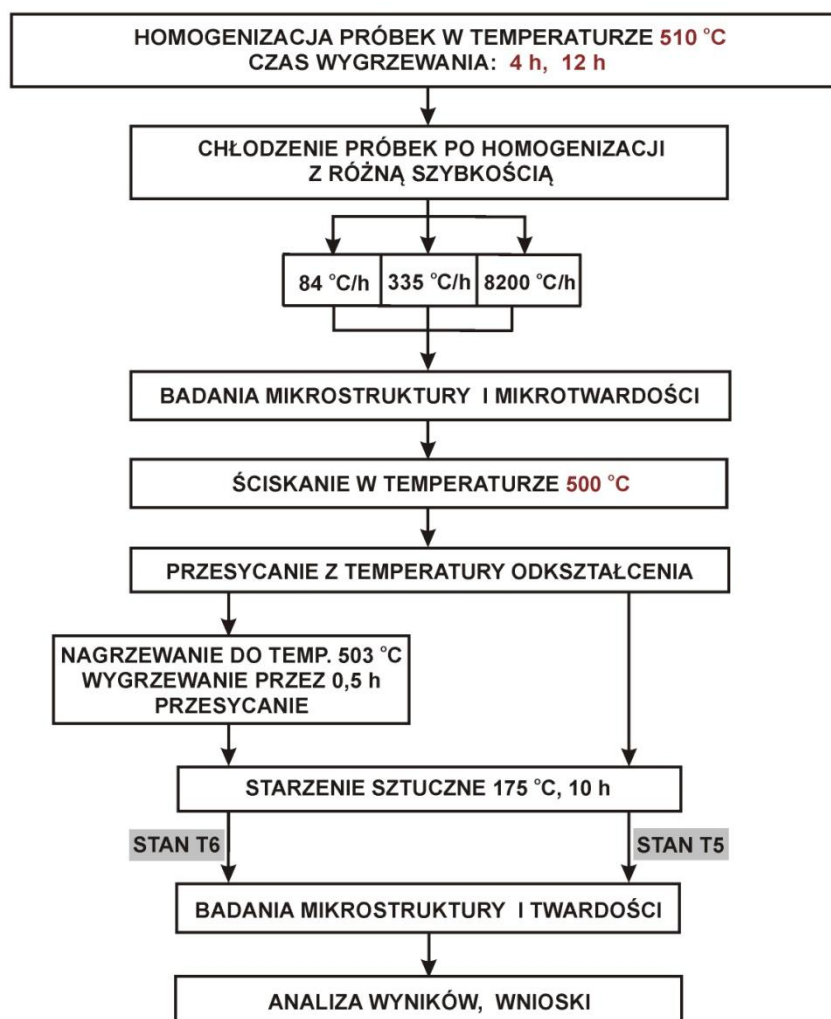 HOMOGENIZACJA PRÓBEK W TEMPERATURZE 510 °C
CZAS WYGRZEWANIA: 4 h, 12 h
CHŁODZENIE PRÓBEK PO HOMOGENIZACJI
Z RÓŻNĄ SZYBKOŚCIĄ
84 °C/h
335 °C/h
8200 °C/h
BADANIA MIKROSTRUKTURY I MIKROTWARDOŚCI
ŚCISKANIE W TEMPERATURZE 500 °C
PRZESYCANIE Z TEMPERATURY ODKSZTAŁCENIA
NAGRZEWANIE DO TEMP. 503 °C
WYGRZEWANIE PRZEZ 0,5 h
PRZESYCANIE
STARZENIE SZTUCZNE 175 °C, 10 h
STAN T6
STAN T5
BADANIA MIKROSTRUKTURY I TWARDOŚCI
ANALIZA WYNIKÓW, WNIOSKI